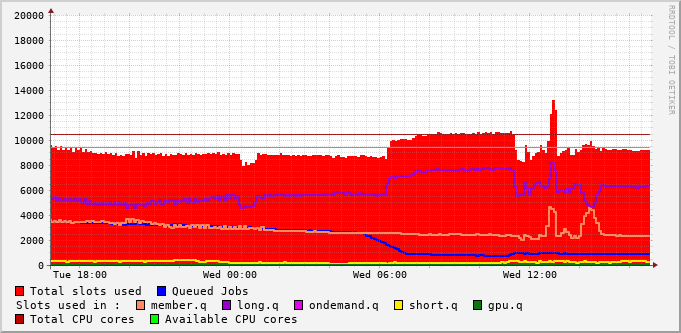 20000
18000
16000
14000
12000
10000
8000
6000
4000
2000
0
Tue 18:00 Wed 00:00 Wed 06:00 Wed 12:00
RRDTOOL / TOBI OETIKER
Total slots used Queued Jobs
Slots used in : member.q long.q ondemand.q short.q gpu.q
Total CPU cores Available CPU cores